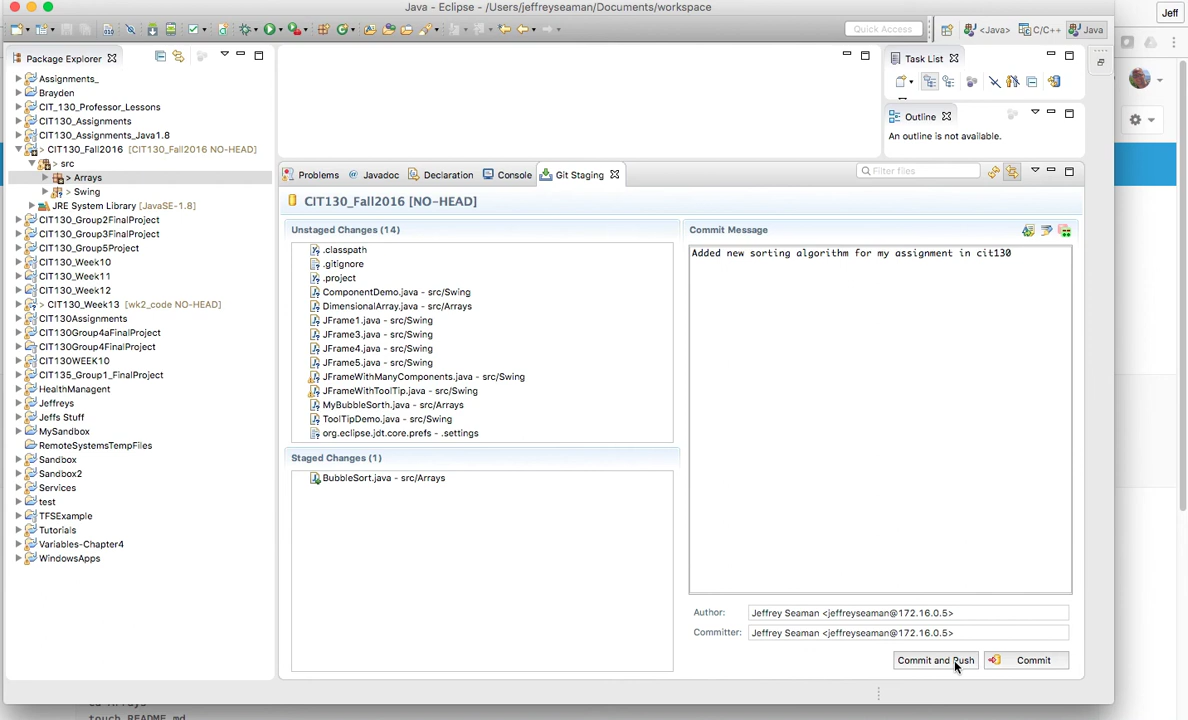 Java - Eclipse - /Users/jeffreyseaman/Documents/workspace
Jeff
Quick Access
<Java>
C/C++
Java
Package Explorer
Task List
Assignments_
Brayden
CIT_130_Professor_Lessons
CIT130_Assignments
CIT130_Assignments_Java1.8
> CIT130_Fall2016 [CIT130_Fall2016 NO-HEAD]
> src
> Arrays
> Swing
JRE System Library [JavaSE-1.8]
CIT130_Group2FinalProject
CIT130_Group3FinalProject
CIT130_Group5Project
CIT130_Week10
CIT130_Week11
CIT130_Week12
> CIT130_Week13 [wk2_code NO-HEAD]
CIT130Assignments
CIT130Group4aFinalProject
CIT130Group4FinalProject
CIT130WEEK10
CIT135_Group1_FinalProject
HealthManagent
Jeffreys
Jeffs Stuff
MySandbox
RemoteSystemsTempFiles
Sandbox
Sandbox2
Services
test
TFSExample
Tutorials
Variables-Chapter4
WindowsApps
Outline
An outline is not available.
Problems
Javadoc
Declaration
Console
Git Staging
Filter files
CIT130_Fall2016 [NO-HEAD]
Unstaged Changes (14)
.classpath
.gitignore
.project
ComponentDemo.java - src/Swing
DimensionalArray.java - src/Arrays
JFrame1.java - src/Swing
JFrame3.java - src/Swing
JFrame4.java - src/Swing
JFrame5.java - src/Swing
JFrameWithManyComponents.java - src/Swing
JFrameWithToolTip.java - src/Swing
MyBubbleSorth.java - src/Arrays
ToolTipDemo.java - src/Swing
org.eclipse.jdt.core.prefs - .settings
Staged Changes (1)
BubbleSort.java - src/Arrays
Commit Message
Added new sorting algorithm for my assignment in cit130
Author:
Jeffrey Seaman <jeffreyseaman@172.16.0.5>
Committer:
Jeffrey Seaman <jeffreyseaman@172.16.0.5>
Commit and Push
Commit
touch README.md